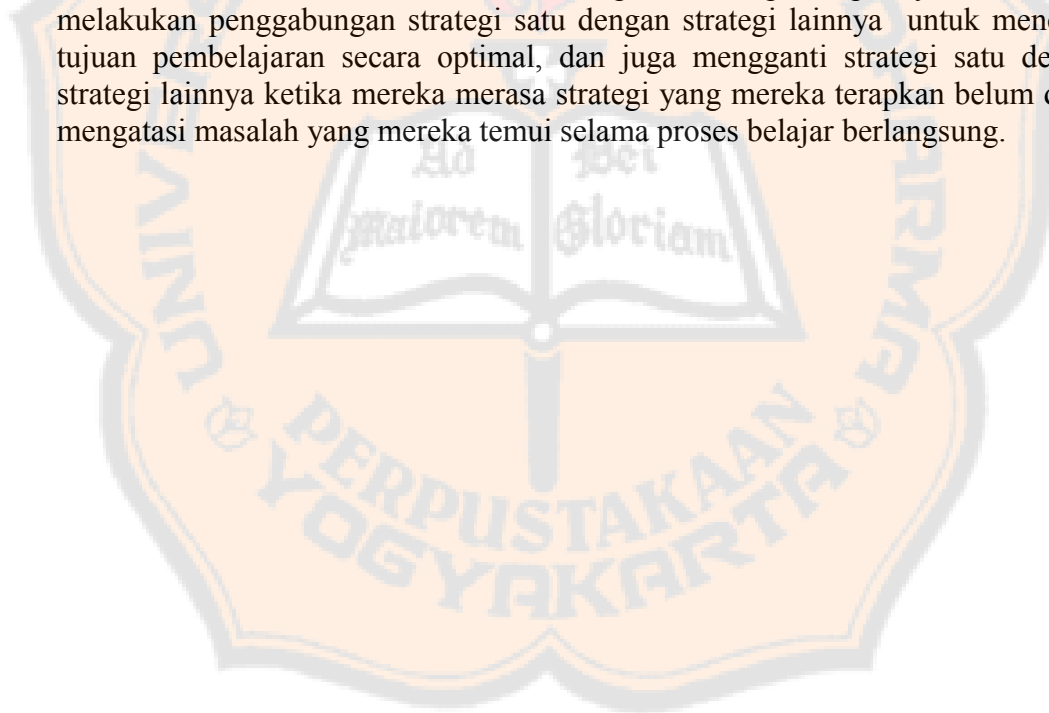 melakukan penggabungan strategi satu dengan strategi lainnya untuk
tujuan pembelajaran secara optimal, dan juga mengganti strategi satu
strategi lainnya ketika mereka merasa strategi yang mereka terapkan belum
mengatasi masalah yang mereka temui selama proses belajar berlangsung.
Ad Dei
Maiorem Gloriam
PERPUSTAKAAN
YOGYAKARTA